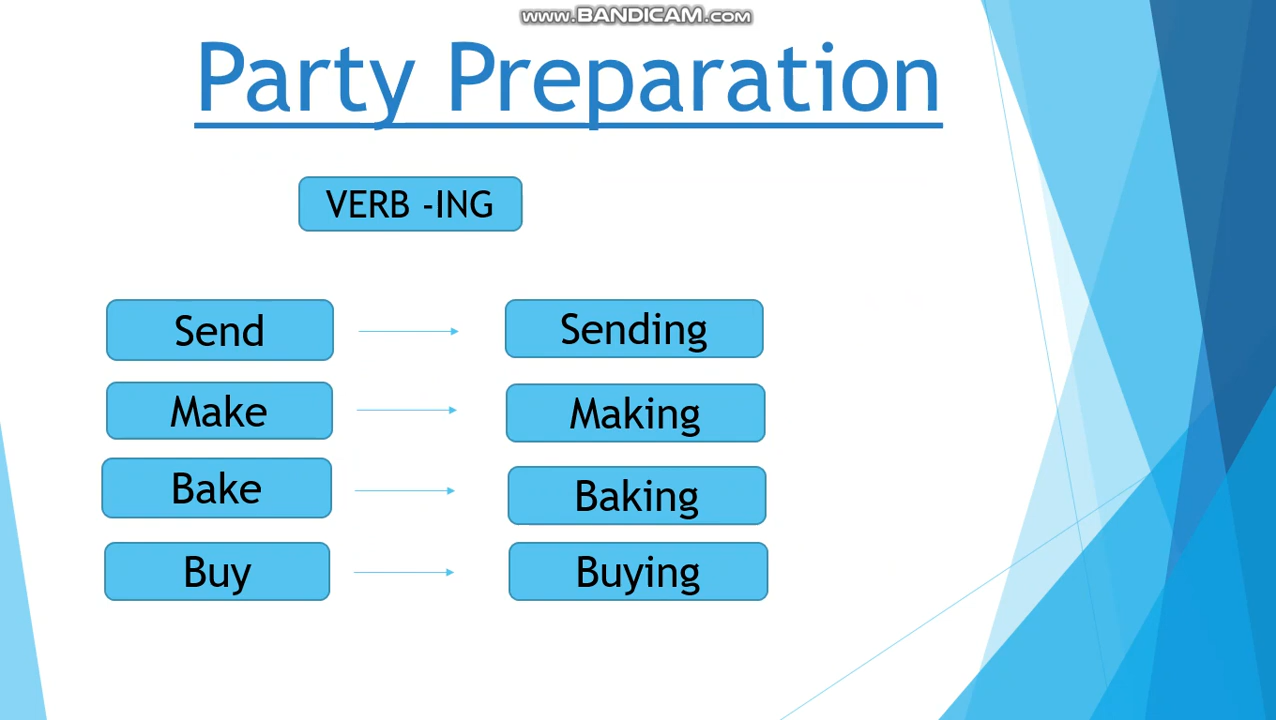 www.BANDICAM.com
Party Preparation
VERB -ING
Send
Sending
Make
Making
Bake
Baking
Buy
Buying